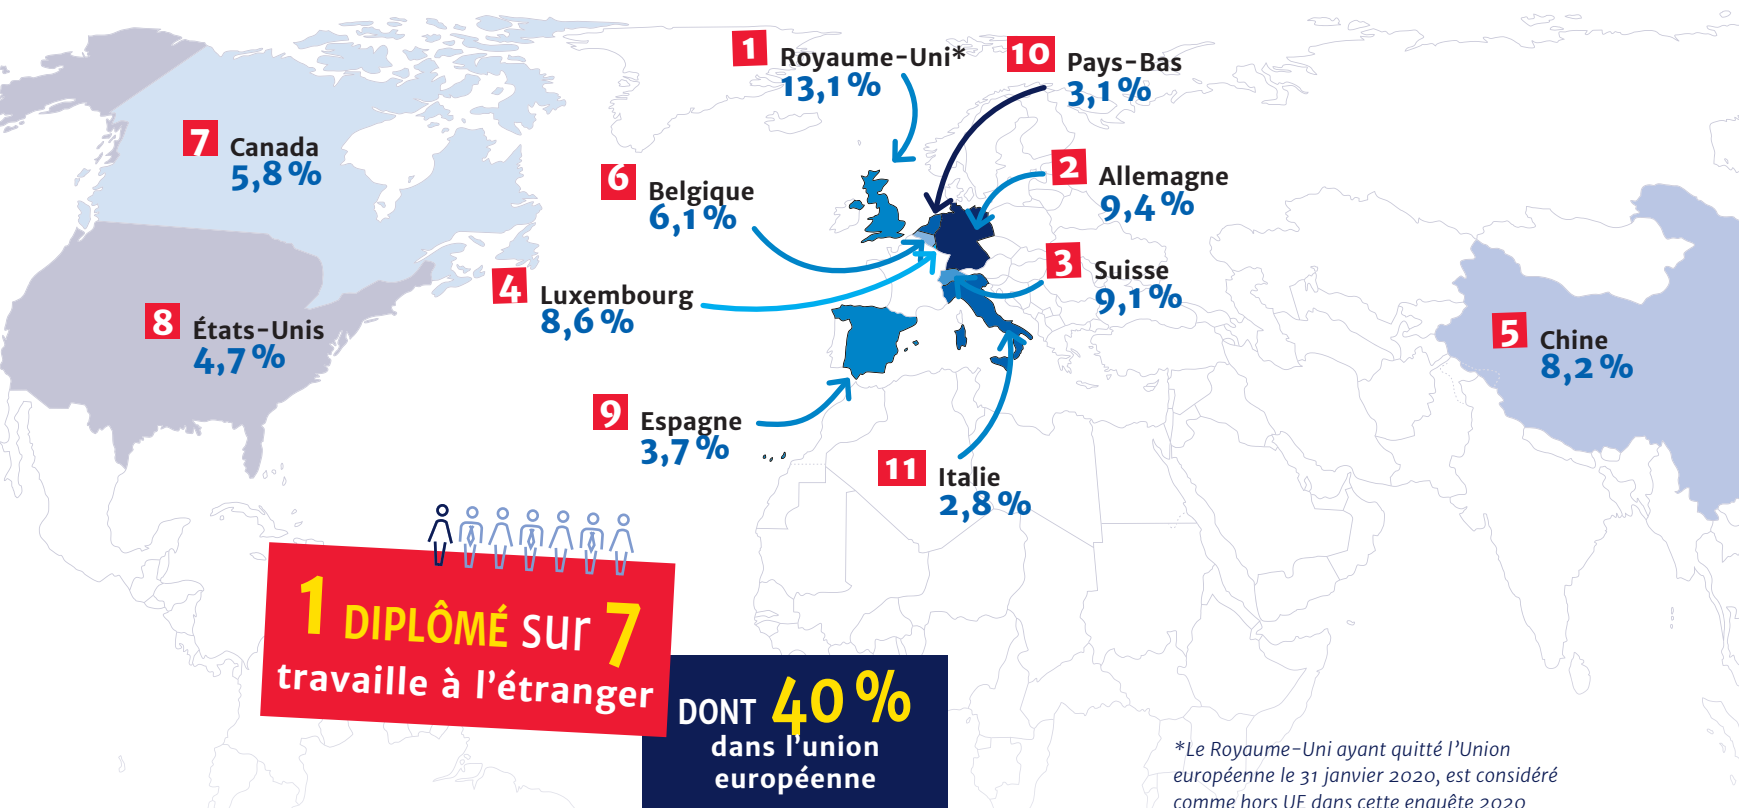 1 Royaume-Uni*
13,1 %
10 Pays-Bas
3,1 %
7 Canada
5,8 %
6 Belgique
6,1 %
2 Allemagne
9,4 %
4 Luxembourg
8,6 %
3 Suisse
9,1 %
8 États-Unis
4,7 %
5 Chine
8,2 %
9 Espagne
3,7 %
11 Italie
2,8 %
1 DIPLÔMÉ sur 7
travaille à l'étranger
DONT 40 %
dans l'union
européenne
*Le Royaume-Uni ayant quitté l'Union
européenne le 31 janvier 2020, est considéré
comme hors UE dans cette enquête 2020